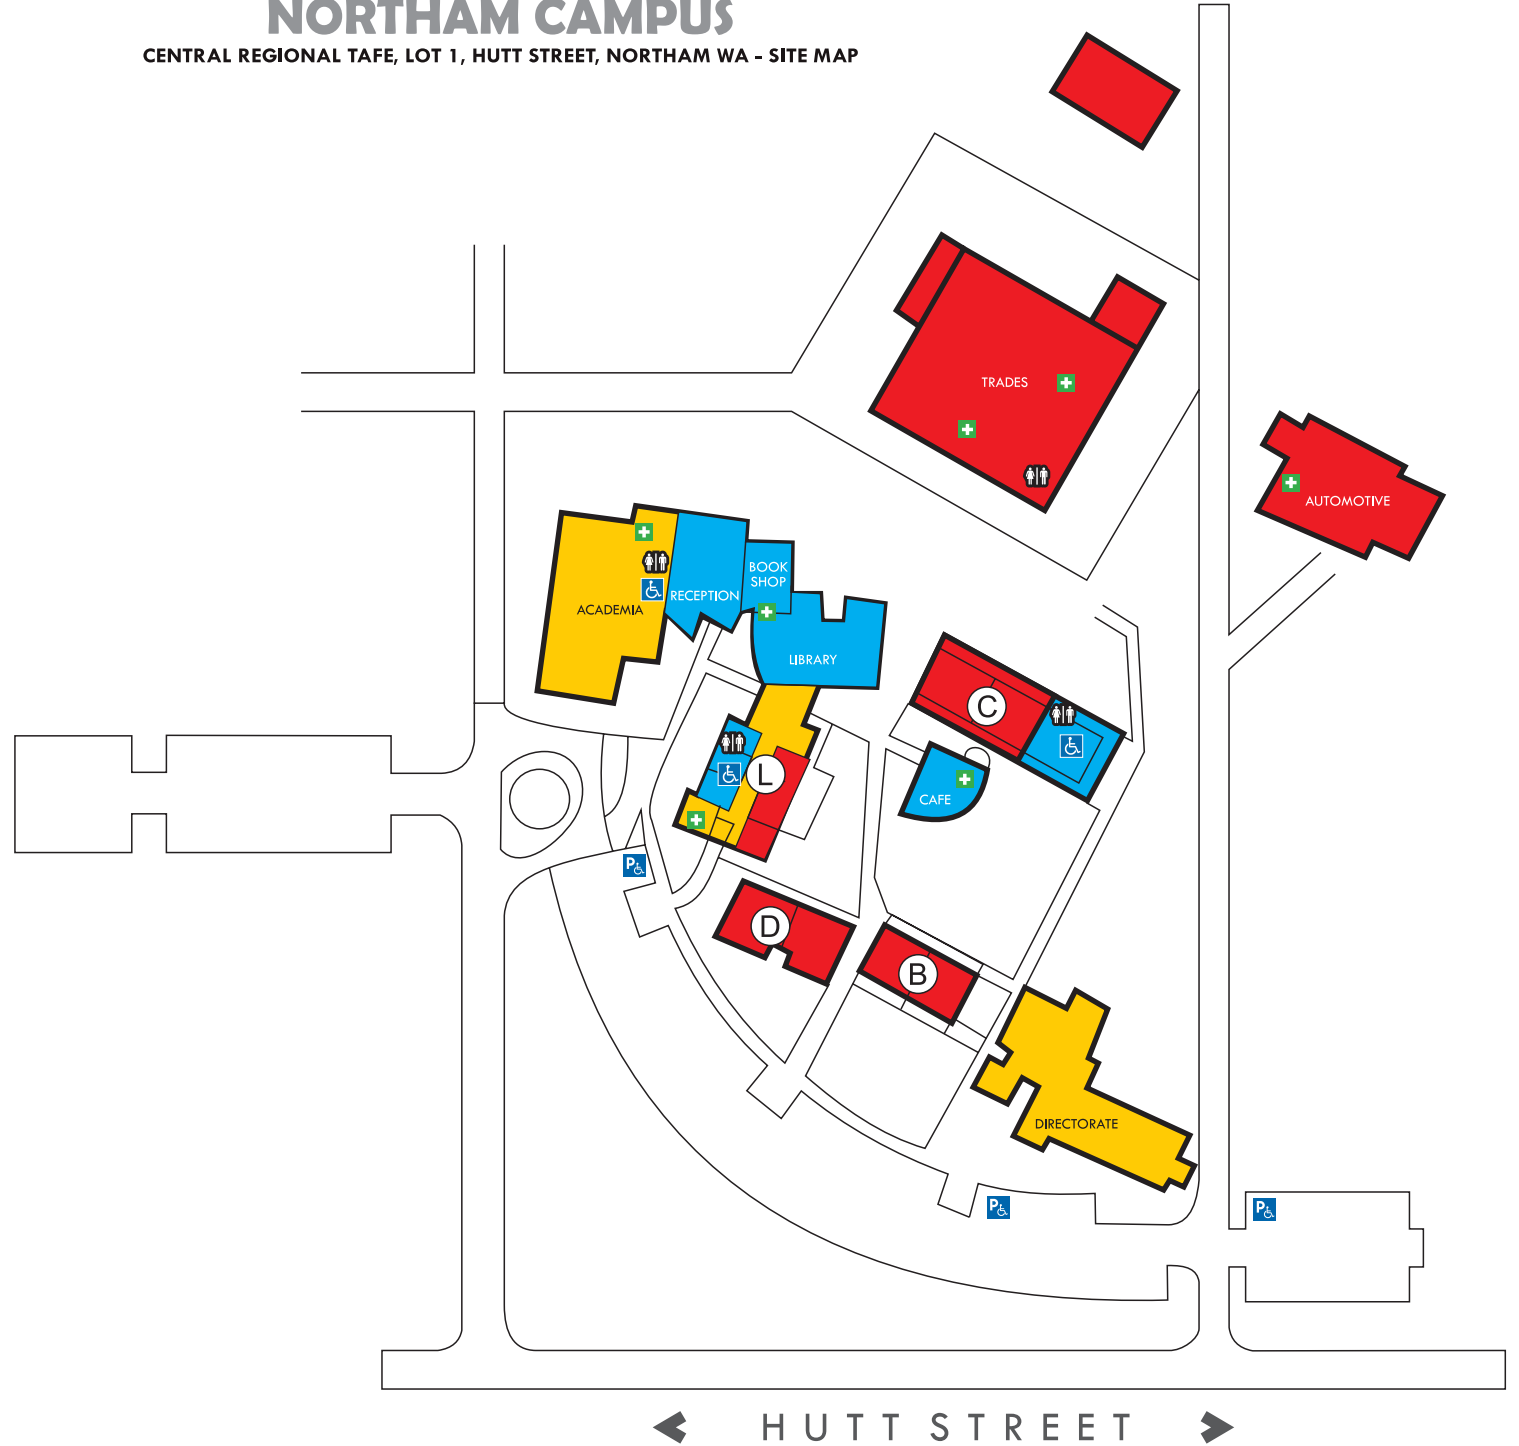 NORTHAM CAMPUS
CENTRAL REGIONAL TAFE, LOT 1, HUTT STREET, NORTHAM WA - SITE MAP
TRADES
AUTOMOTIVE
BOOK
SHOP
RECEPTION
ACADEMIA
LIBRARY
C
L
CAFE
P
D
B
DIRECTORATE
P
P
HUTT STREET